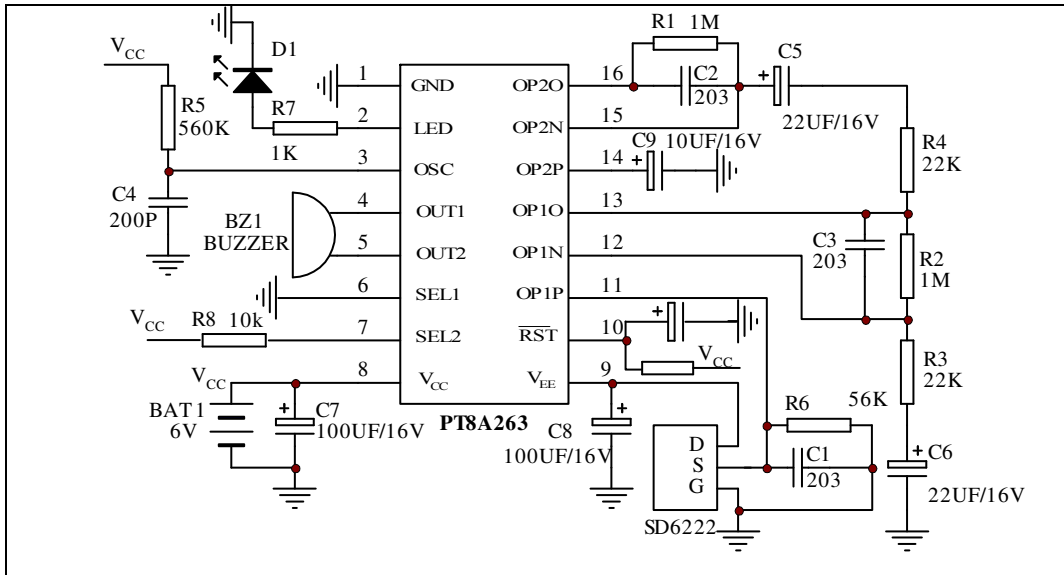 R1 1M
V_CC
D1
C5
1 GND OP2O 16
C2
203
R5
560K
R7
22UF/16V
2 LED OP2N 15
1K
C9 10UF/16V
R4
22K
3 OSC OP2P 14
C4
200P
4 OUT1 OP1O 13
BZ1
BUZZER
C3
203
R2
1M
5 OUT2 OP1N 12
6 SEL1 OP1P 11
V_CC R8 10k
7 SEL2 RST 10
V_CC
R3
22K
V_CC
8 V_CC V_EE 9
BAT1
6V
C7
100UF/16V
PT8A263
C8
100UF/16V
R6 56K
D
S
G
C1
203
C6
22UF/16V
SD6222